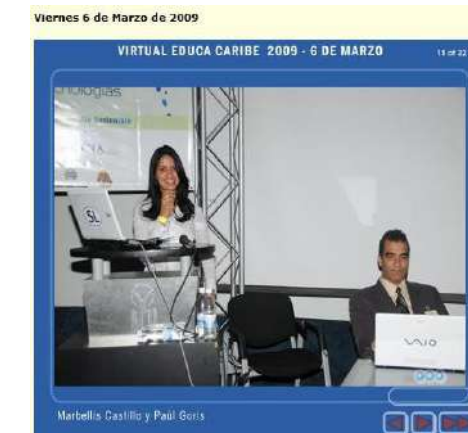 Viernes 6 de Marzo de 2009
VIRTUAL EDUCA CARIBE 2009 - 6 DE MARZO
11 of 22
nologías
SL
VAIO
Marbellis Castillo y Paúl Goris